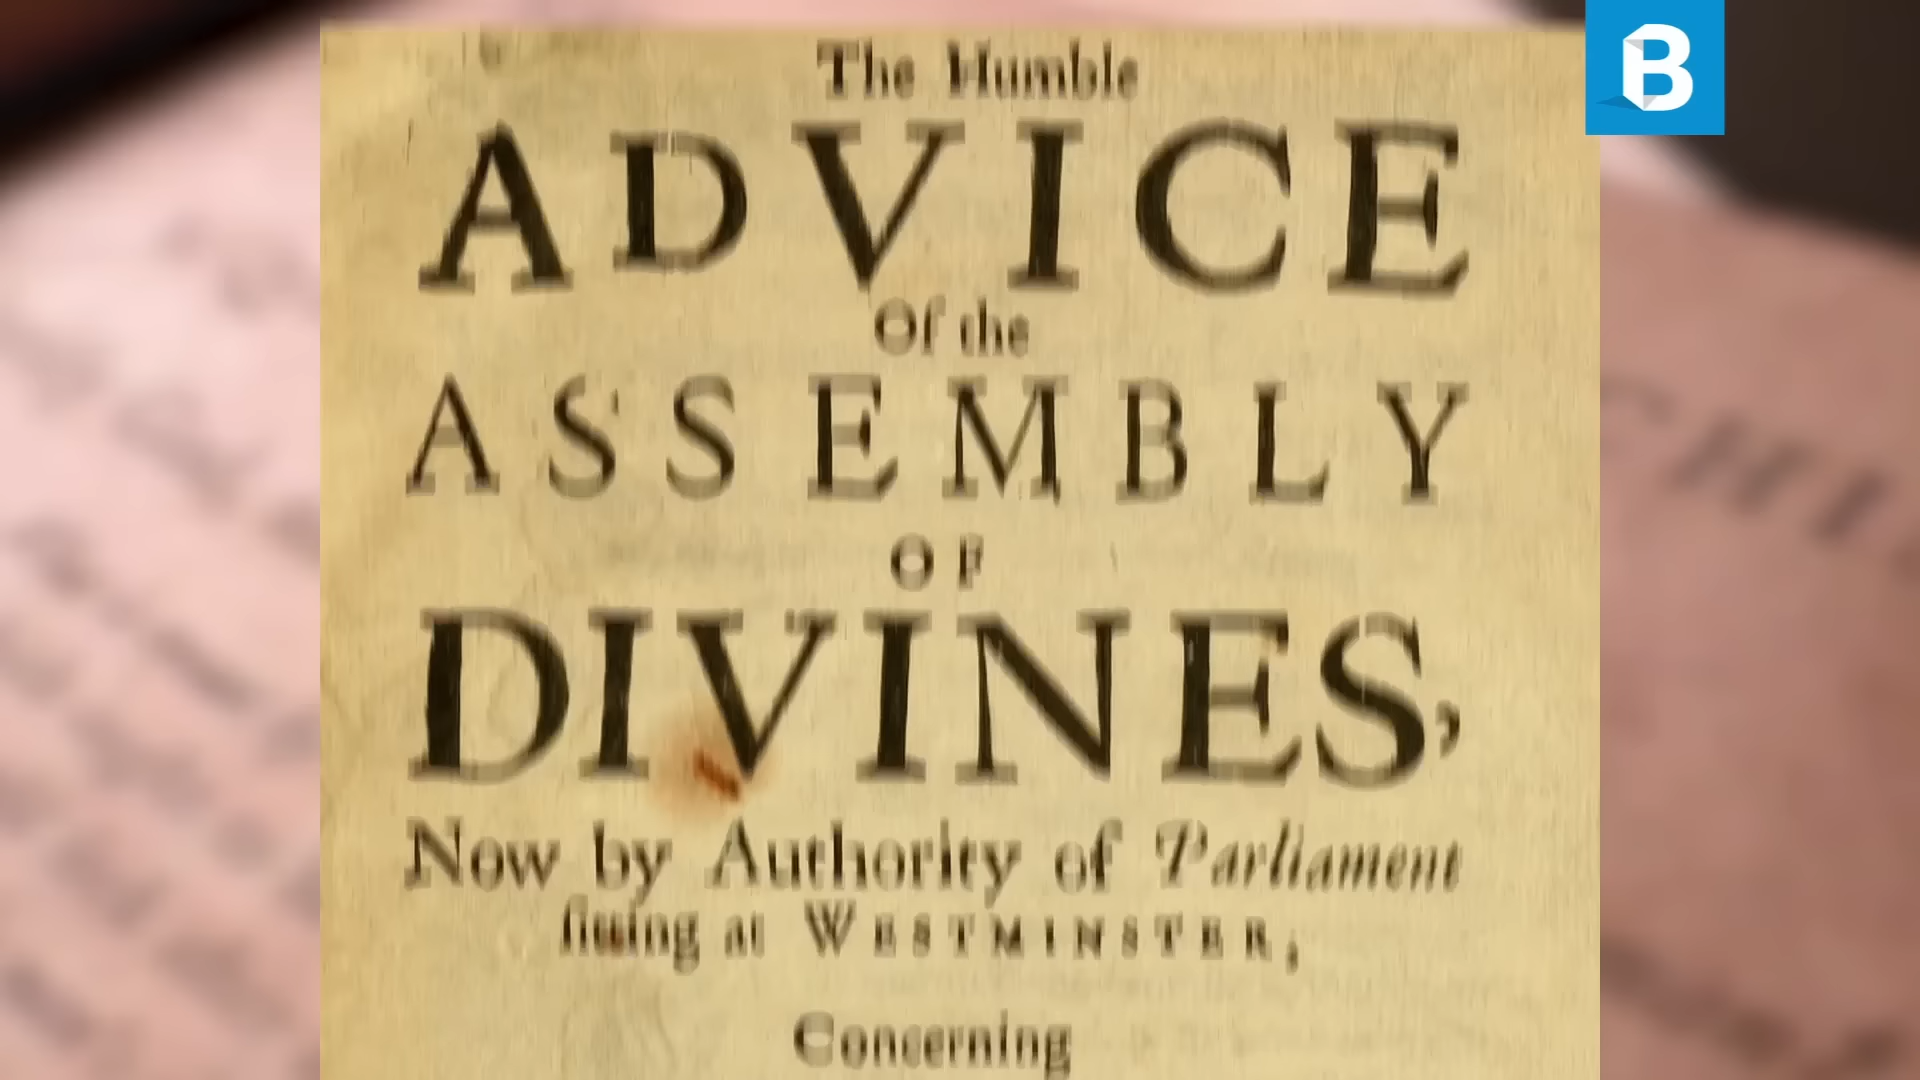 The Humble
ADVICE
Of the
ASSEMBLY
OF
DIVINES,
Now by Authority of Parliament
sitting at WESTMINSTER,
Concerning
B